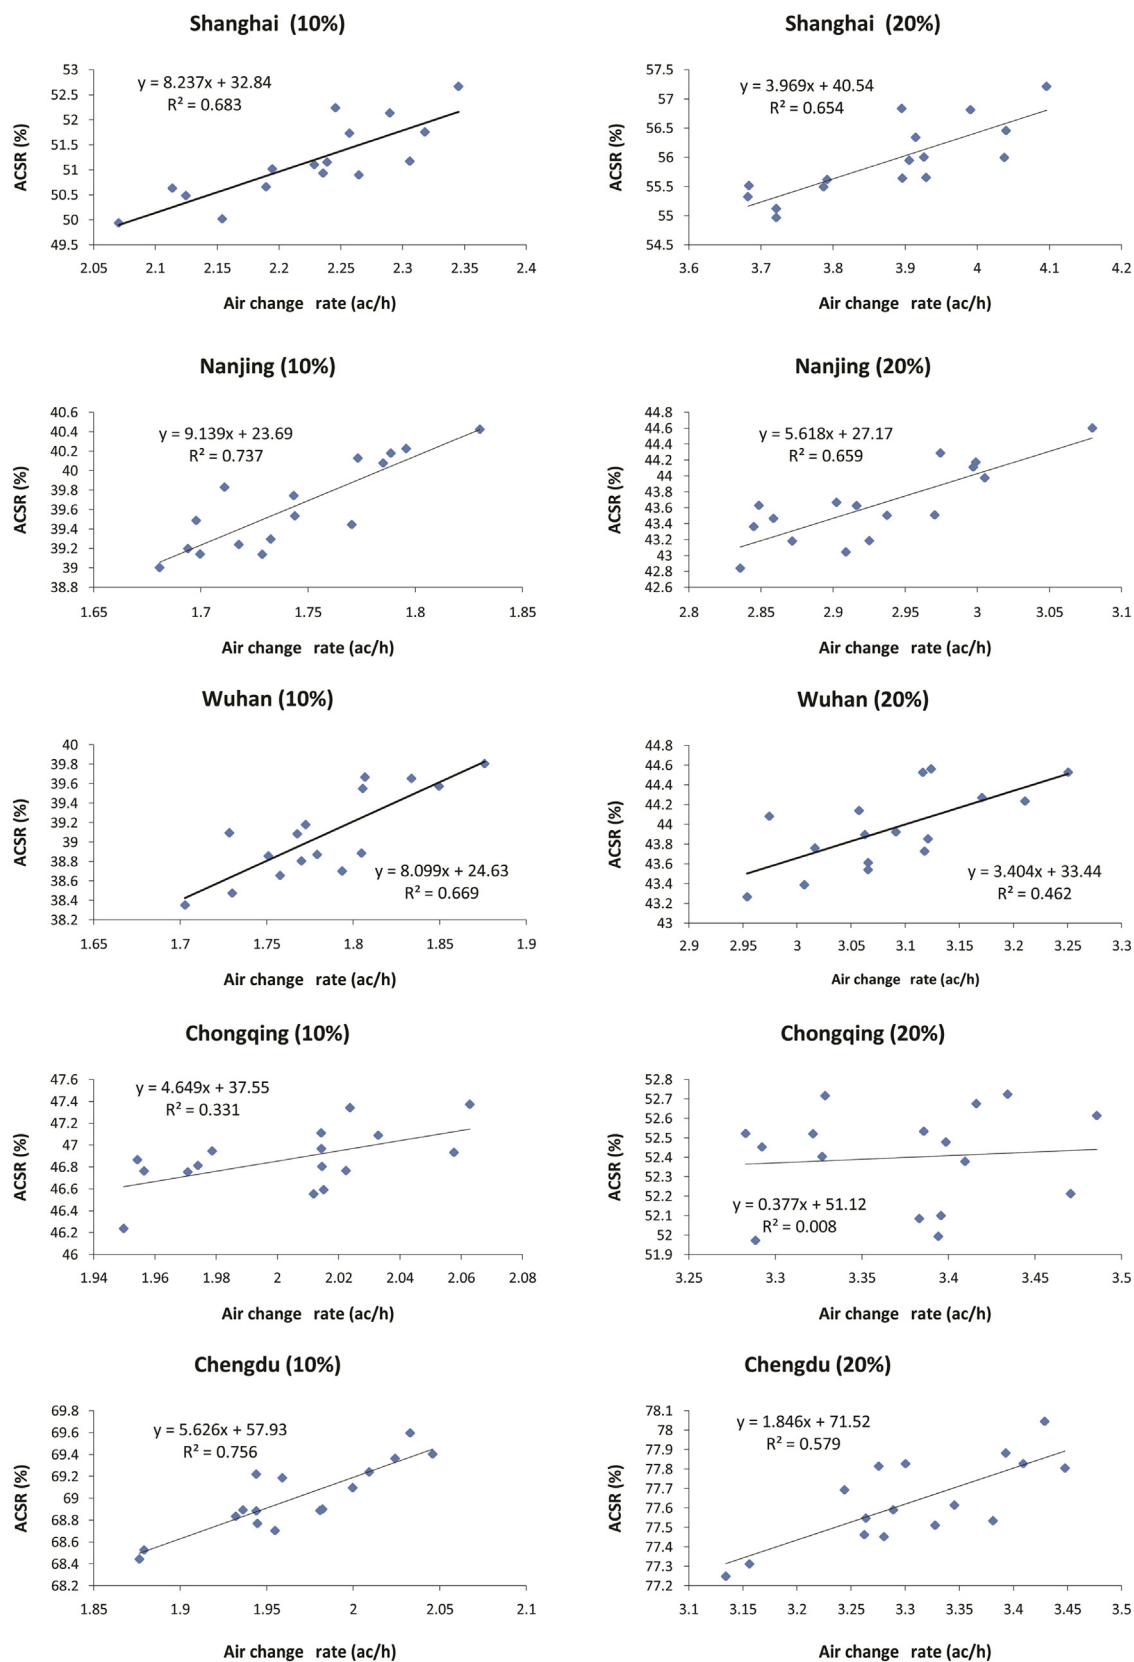 Shanghai (10%)
y = 8.237x + 32.84
R² = 0.683
ACSR (%)
53
52.5
52
51.5
51
50.5
50
49.5
2.05 2.1 2.15 2.2 2.25 2.3 2.35 2.4
Air change rate (ac/h)
Shanghai (20%)
y = 3.969x + 40.54
R² = 0.654
ACSR (%)
57.5
57
56.5
56
55.5
55
54.5
3.6 3.7 3.8 3.9 4 4.1 4.2
Air change rate (ac/h)
Nanjing (10%)
y = 9.139x + 23.69
R² = 0.737
ACSR (%)
40.6
40.4
40.2
40
39.8
39.6
39.4
39.2
39
38.8
1.65 1.7 1.75 1.8 1.85
Air change rate (ac/h)
Nanjing (20%)
y = 5.618x + 27.17
R² = 0.659
ACSR (%)
44.8
44.6
44.4
44.2
44
43.8
43.6
43.4
43.2
43
42.8
42.6
2.8 2.85 2.9 2.95 3 3.05 3.1
Air change rate (ac/h)
Wuhan (10%)
ACSR (%)
40
39.8
39.6
39.4
39.2
39
38.8
38.6
38.4
38.2
y = 8.099x + 24.63
R² = 0.669
1.65 1.7 1.75 1.8 1.85 1.9
Air change rate (ac/h)
Wuhan (20%)
ACSR (%)
44.8
44.6
44.4
44.2
44
43.8
43.6
43.4
43.2
43
y = 3.404x + 33.44
R² = 0.462
2.9 2.95 3 3.05 3.1 3.15 3.2 3.25 3.3
Air change rate (ac/h)
Chongqing (10%)
y = 4.649x + 37.55
R² = 0.331
ACSR (%)
47.6
47.4
47.2
47
46.8
46.6
46.4
46.2
46
1.94 1.96 1.98 2 2.02 2.04 2.06 2.08
Air change rate (ac/h)
Chongqing (20%)
ACSR (%)
52.8
52.7
52.6
52.5
52.4
52.3
52.2
52.1
52
51.9
y = 0.377x + 51.12
R² = 0.008
3.25 3.3 3.35 3.4 3.45 3.5
Air change rate (ac/h)
Chengdu (10%)
y = 5.626x + 57.93
R² = 0.756
ACSR (%)
69.8
69.6
69.4
69.2
69
68.8
68.6
68.4
68.2
1.85 1.9 1.95 2 2.05 2.1
Air change rate (ac/h)
Chengdu (20%)
y = 1.846x + 71.52
R² = 0.579
ACSR (%)
78.1
78
77.9
77.8
77.7
77.6
77.5
77.4
77.3
77.2
3.1 3.15 3.2 3.25 3.3 3.35 3.4 3.45 3.5
Air change rate (ac/h)